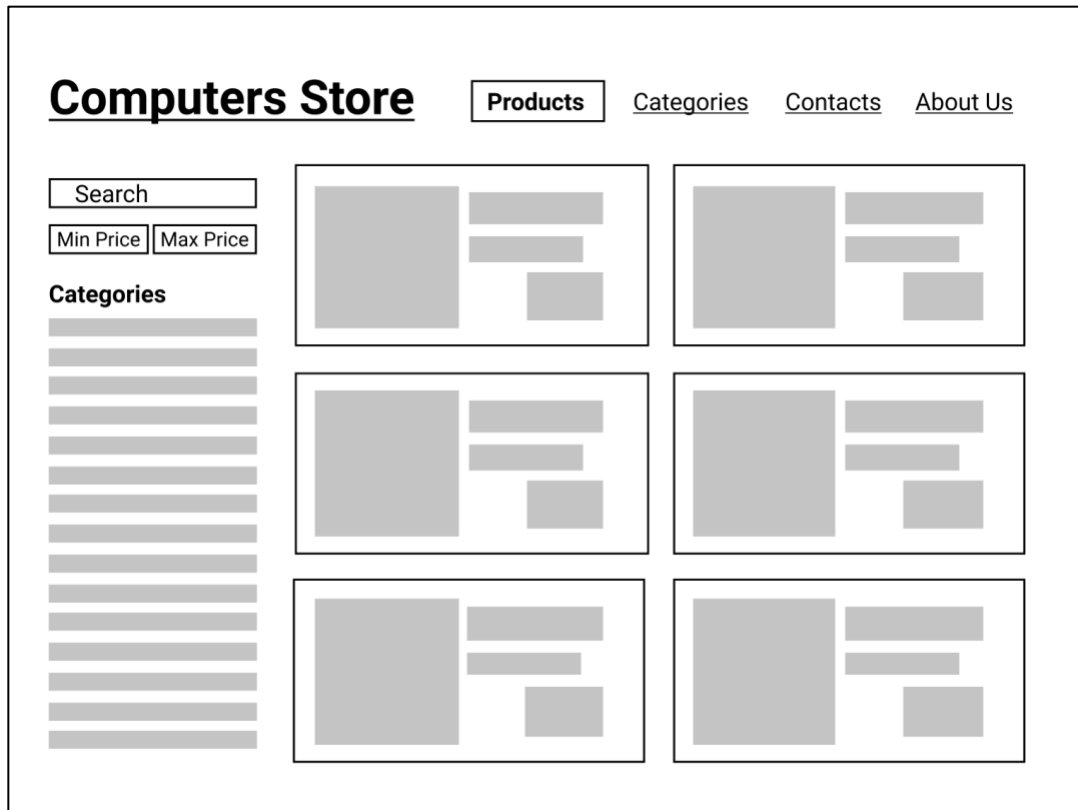 Computers Store
Products Categories Contacts About Us
Search
Min Price Max Price
Categories